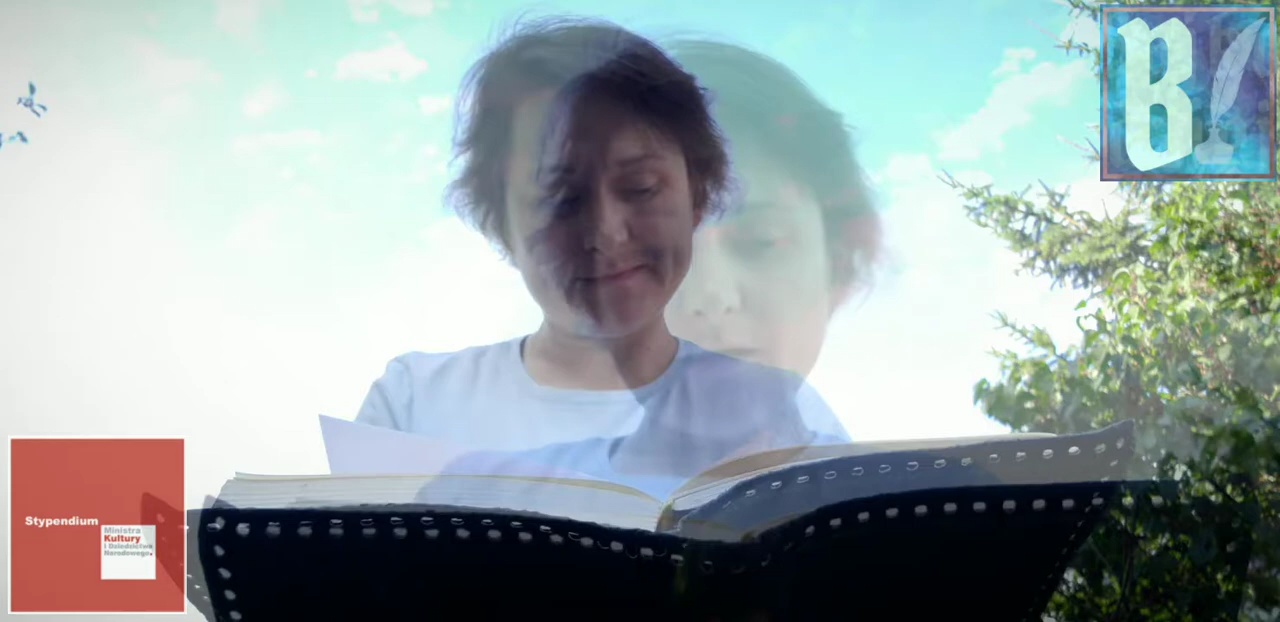 B
Stypendium
Ministra
Kultury
i Dziedzictwa
Narodowego.